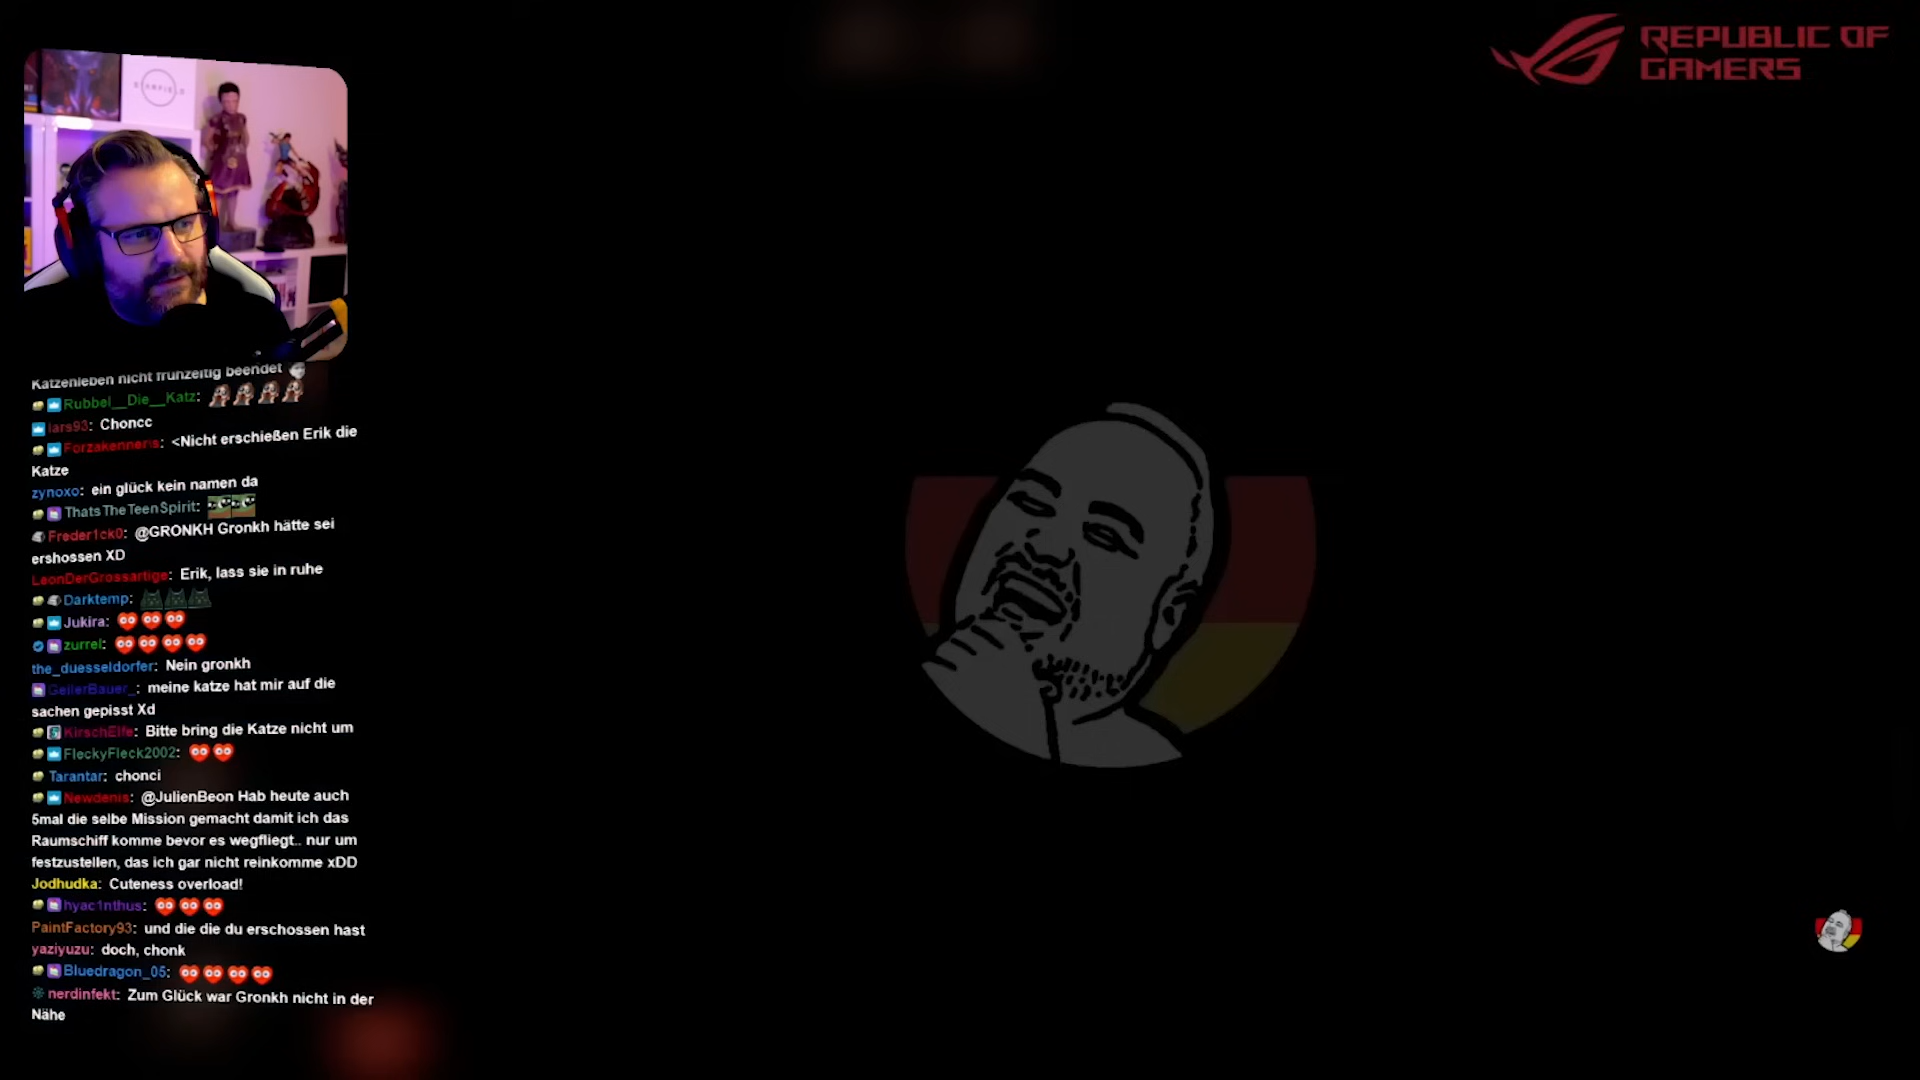 REPUBLIC OF
GAMERS
Katzenleben nicht frühzeitig beendet
Rubbel__Die__Katz:
lars93: Choncc
Forzakenneris: <Nicht erschießen Erik die
Katze
zynoxo: ein glück kein namen da
ThatsTheTeenSpirit:
Freder1ck0: @GRONKH Gronkh hätte sei
ershossen XD
LeonDerGrossartige: Erik, lass sie in ruhe
Darktemp:
Jukira:
zurrel:
the_duesseldorfer: Nein gronkh
GeilerBauer_: meine katze hat mir auf die
sachen gepisst Xd
KirschElfe: Bitte bring die Katze nicht um
FleckyFleck2002:
Tarantar: chonci
Newdenis: @JulienBeon Hab heute auch
5mal die selbe Mission gemacht damit ich das
Raumschiff komme bevor es wegfliegt.. nur um
festzustellen, das ich gar nicht reinkomme xDD
Jodhudka: Cuteness overload!
hyac1nthus:
PaintFactory93: und die die du erschossen hast
yaziyuzu: doch, chonk
Bluedragon_05:
nerdinfekt: Zum Glück war Gronkh nicht in der
Nähe